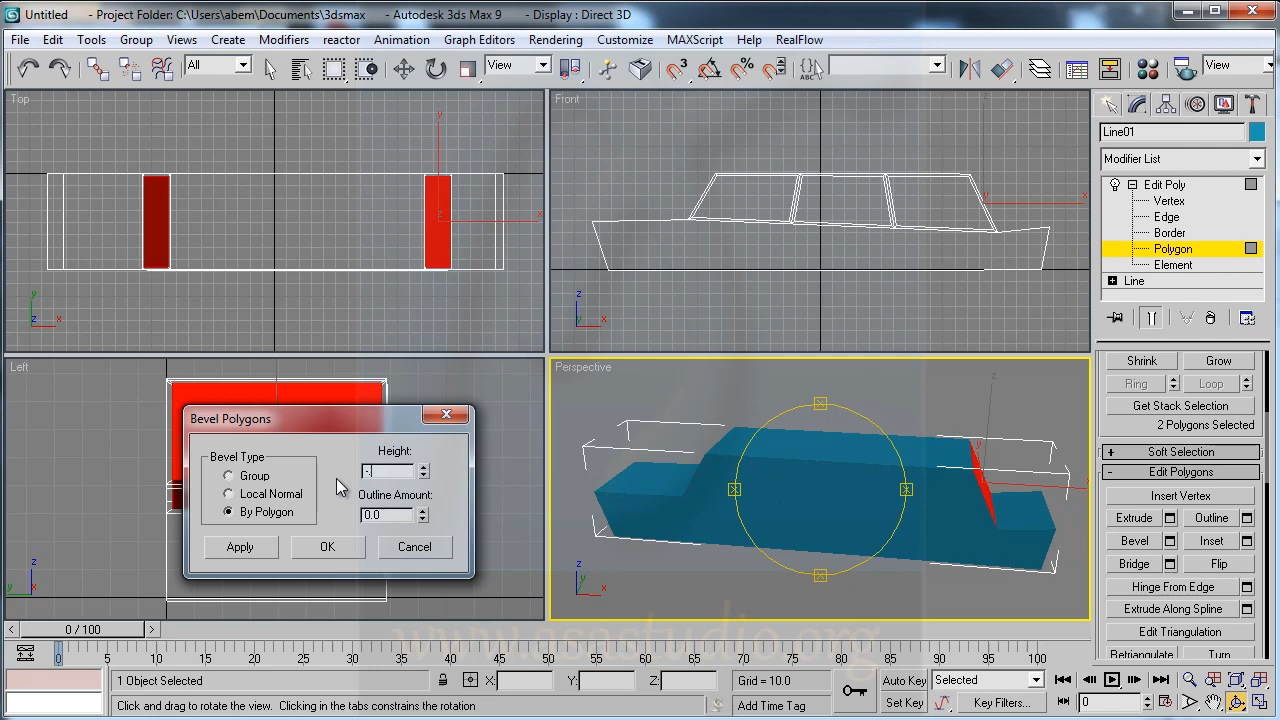 Untitled - Project Folder: C:\Users\abem\Documents\3dsmax - Autodesk 3ds Max 9 - Display : Direct 3D
File Edit Tools Group Views Create Modifiers reactor Animation Graph Editors Rendering Customize MAXScript Help RealFlow
All View 3 ABC View
Top
Front
Line01
Modifier List
Edit Poly
Vertex
Edge
Border
Polygon
Element
Line
y
x
z
y
z x
z
y x
z
y x
Left
Perspective
Shrink Grow
Ring Loop
Get Stack Selection
2 Polygons Selected
+ Soft Selection
- Edit Polygons
Insert Vertex
Extrude Outline
Bevel Inset
Bridge Flip
Hinge From Edge
Extrude Along Spline
Edit Triangulation
Retriangulate Turn
Bevel Polygons
Bevel Type
Group
Local Normal
By Polygon
Height:
-.
Outline Amount:
0.0
Apply OK Cancel
z
y x
z
y x
www.asastudio.org
< 0 / 100 >
0 5 10 15 20 25 30 35 40 45 50 55 60 65 70 75 80 85 90 95 100
1 Object Selected X: Y: Z: Grid = 10.0 Auto Key Selected
Click and drag to rotate the view. Clicking in the tabs constrains the rotation Add Time Tag Set Key Key Filters... 0